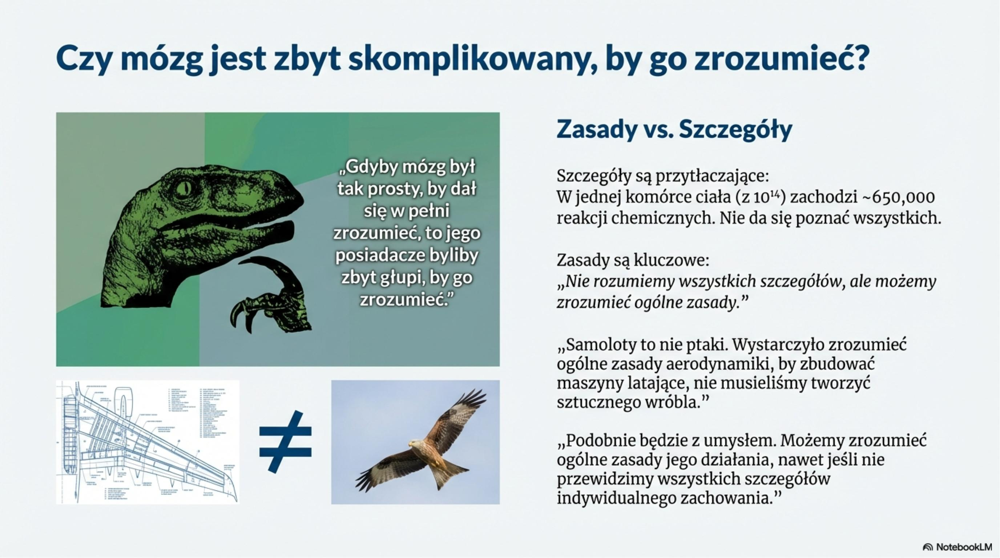 Czy mózg jest zbyt skomplikowany, by go zrozumieć?
„Gdyby mózg był
tak prosty, by dał
się w pełni
zrozumieć, to jego
posiadacze byliby
zbyt głupi, by go
zrozumieć.”
Zasady vs. Szczegóły
Szczegóły są przytłaczające:
W jednej komórce ciała (z 10¹⁴) zachodzi ~650,000
reakcji chemicznych. Nie da się poznać wszystkich.
Zasady są kluczowe:
„Nie rozumiemy wszystkich szczegółów, ale możemy
zrozumieć ogólne zasady.”
„Samoloty to nie ptaki. Wystarczyło zrozumieć
ogólne zasady aerodynamiki, by zbudować
maszyny latające, nie musieliśmy tworzyć
sztucznego wróbla.”
„Podobnie będzie z umysłem. Możemy zrozumieć
ogólne zasady jego działania, nawet jeśli nie
przewidzimy wszystkich szczegółów
indywidualnego zachowania.”
≠
NotebookLM